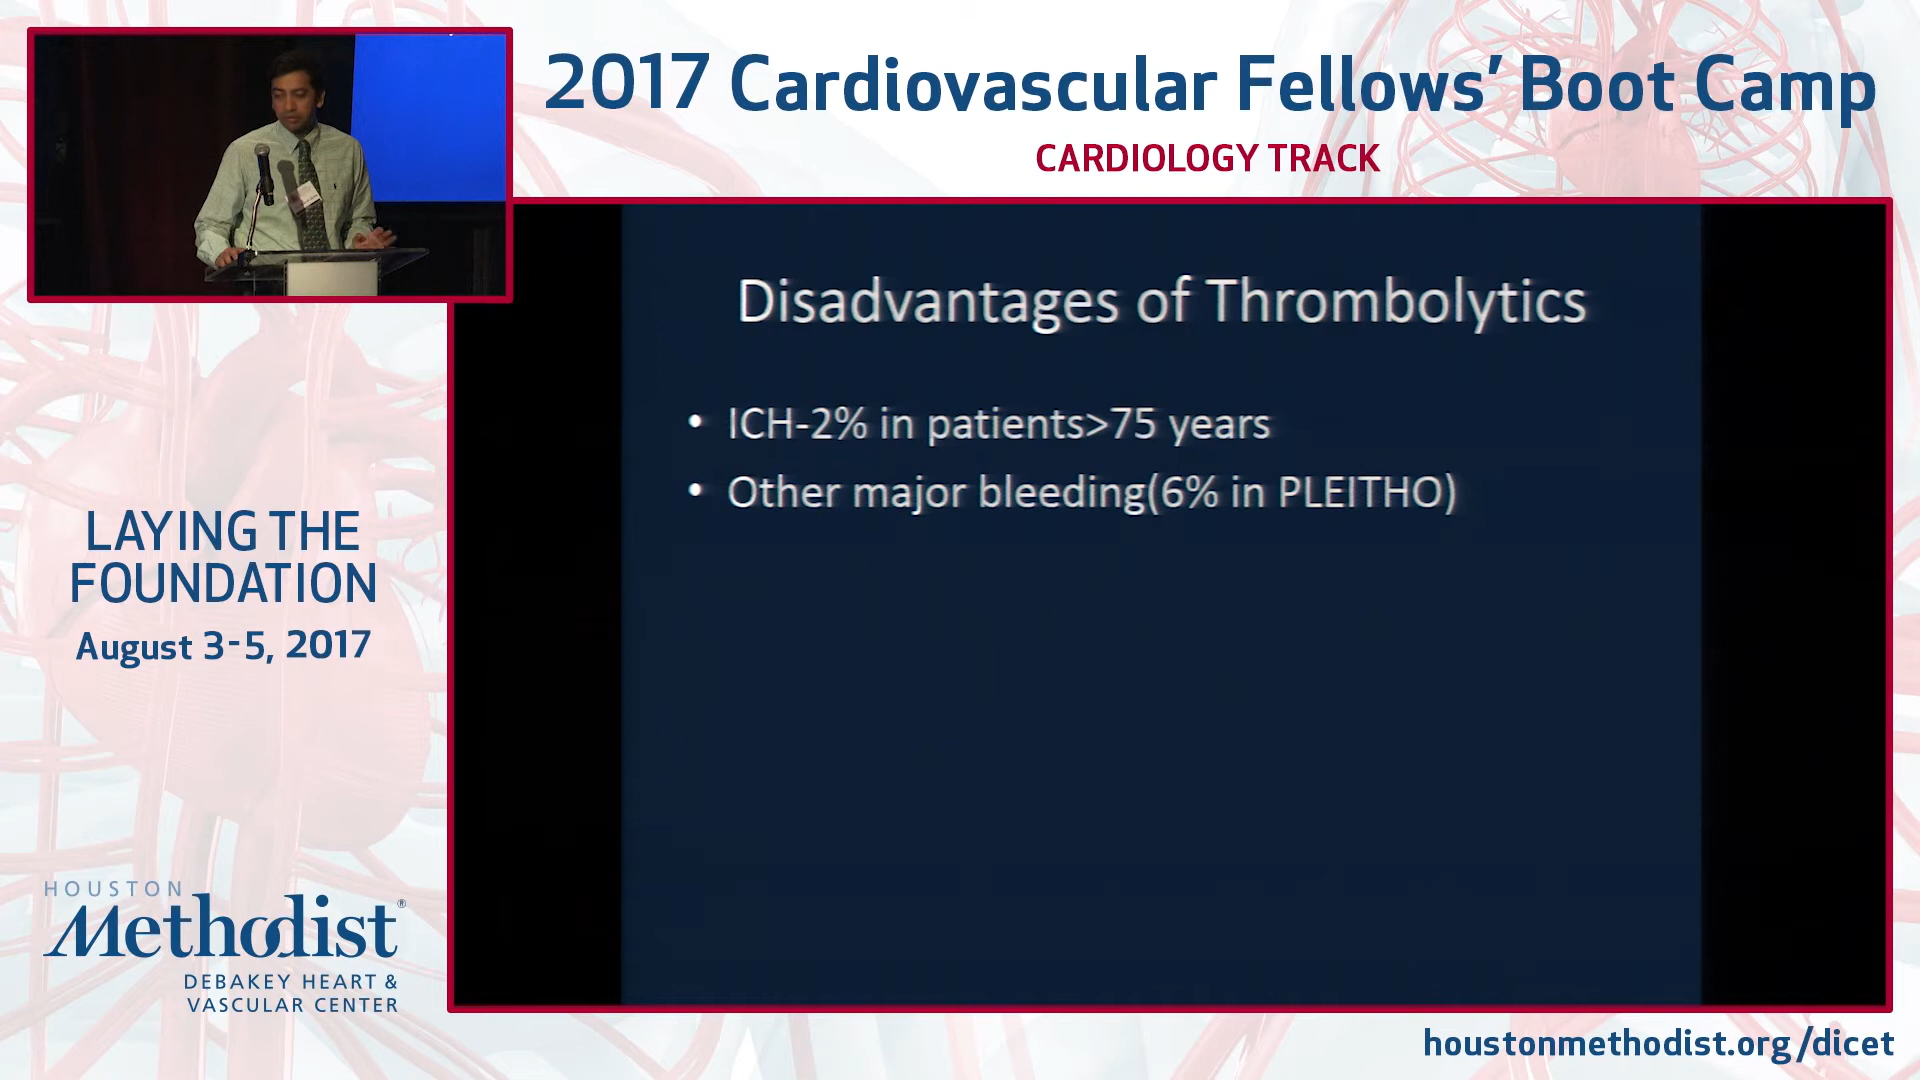 2017 Cardiovascular Fellows’ Boot Camp
CARDIOLOGY TRACK
Disadvantages of Thrombolytics
• ICH-2% in patients>75 years
• Other major bleeding(6% in PLEITHO)
LAYING THE
FOUNDATION
August 3-5, 2017
HOUSTON
Methodist®
DEBAKEY HEART &
VASCULAR CENTER
houstonmethodist.org/dicet